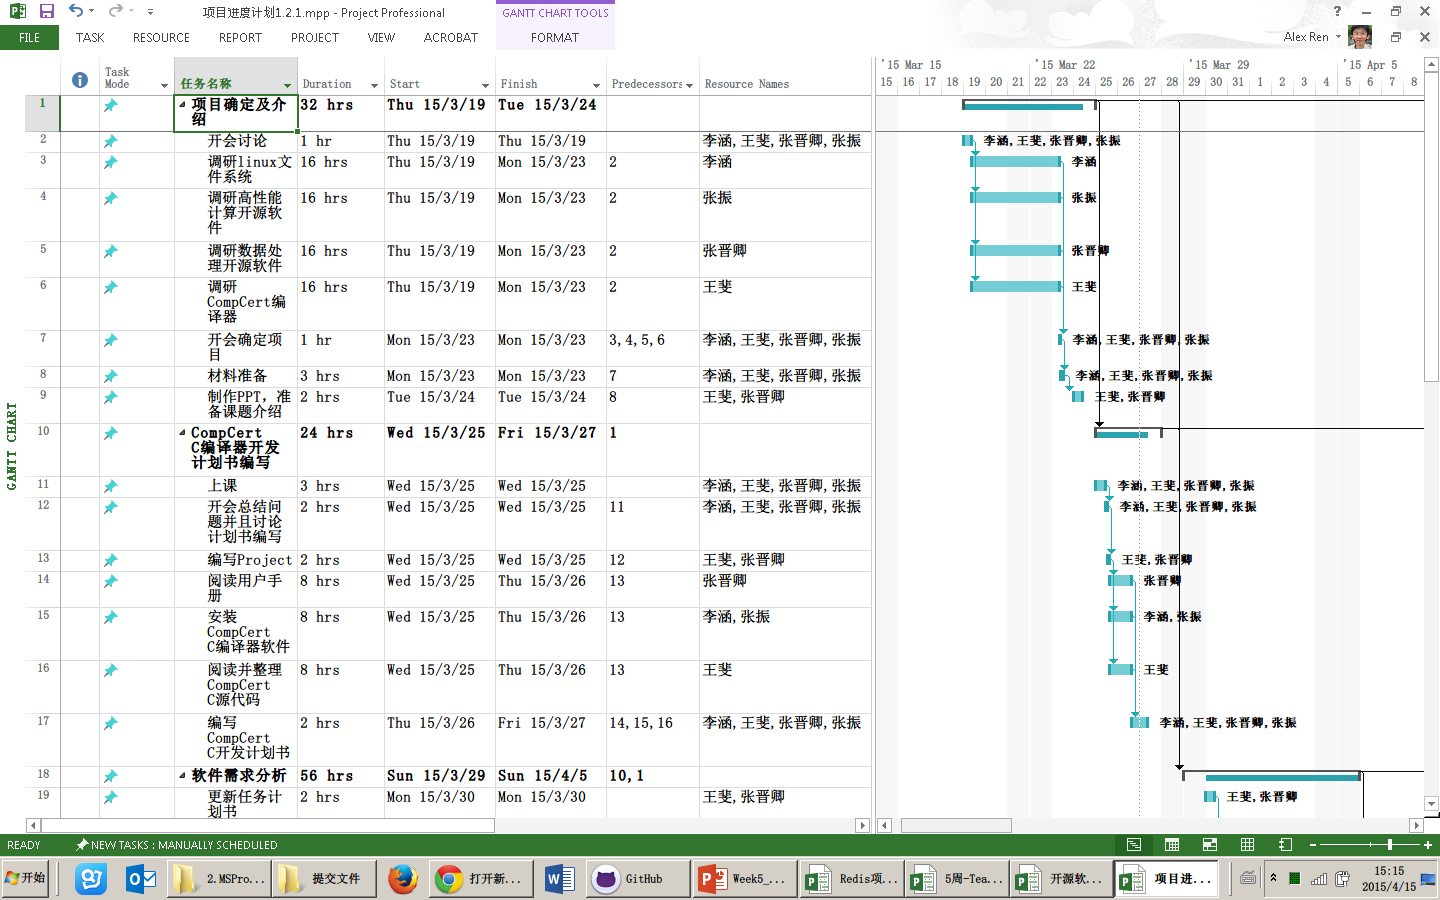 项目进度计划1.2.1.mpp - Project Professional
GANTT CHART TOOLS
FILE TASK RESOURCE REPORT PROJECT VIEW ACROBAT FORMAT
Alex Ren
Task Mode 任务名称 Duration Start Finish Predecessors Resource Names
'15 Mar 15 '15 Mar 22 '15 Mar 29 '15 Apr 5
15 16 17 18 19 20 21 22 23 24 25 26 27 28 29 30 31 1 2 3 4 5 6 7 8
1 项目确定及介 32 hrs Thu 15/3/19 Tue 15/3/24
绍
2 开会讨论 1 hr Thu 15/3/19 Thu 15/3/19 李涵,王斐,张晋卿,张振 李涵,王斐,张晋卿,张振
3 调研linux文 16 hrs Thu 15/3/19 Mon 15/3/23 2 李涵 李涵
件系统
4 调研高性能 16 hrs Thu 15/3/19 Mon 15/3/23 2 张振 张振
计算开源软
件
5 调研数据处 16 hrs Thu 15/3/19 Mon 15/3/23 2 张晋卿 张晋卿
理开源软件
6 调研 16 hrs Thu 15/3/19 Mon 15/3/23 2 王斐 王斐
CompCert编
译器
7 开会确定项 1 hr Mon 15/3/23 Mon 15/3/23 3,4,5,6 李涵,王斐,张晋卿,张振 李涵,王斐,张晋卿,张振
目
8 材料准备 3 hrs Mon 15/3/23 Mon 15/3/23 7 李涵,王斐,张晋卿,张振 李涵,王斐,张晋卿,张振
9 制作PPT, 准 2 hrs Tue 15/3/24 Tue 15/3/24 8 王斐,张晋卿 王斐,张晋卿
备课题介绍
10 CompCert 24 hrs Wed 15/3/25 Fri 15/3/27 1
C编译器开发
计划书编写
11 上课 3 hrs Wed 15/3/25 Wed 15/3/25 李涵,王斐,张晋卿,张振 李涵,王斐,张晋卿,张振
12 开会总结问 2 hrs Wed 15/3/25 Wed 15/3/25 11 李涵,王斐,张晋卿,张振 李涵,王斐,张晋卿,张振
题并且讨论
计划书编写
13 编写Project 2 hrs Wed 15/3/25 Wed 15/3/25 12 王斐,张晋卿 王斐,张晋卿
14 阅读用户手 8 hrs Wed 15/3/25 Thu 15/3/26 13 张晋卿 张晋卿
册
15 安装 8 hrs Wed 15/3/25 Thu 15/3/26 13 李涵,张振 李涵,张振
CompCert
C编译器软件
16 阅读并整理 8 hrs Wed 15/3/25 Thu 15/3/26 13 王斐 王斐
CompCert
C源代码
17 编写 2 hrs Thu 15/3/26 Fri 15/3/27 14,15,16 李涵,王斐,张晋卿,张振 李涵,王斐,张晋卿,张振
CompCert
C开发计划书
18 软件需求分析 56 hrs Sun 15/3/29 Sun 15/4/5 10,1
19 更新任务计 2 hrs Mon 15/3/30 Mon 15/3/30 王斐,张晋卿 王斐,张晋卿
划书
GANTT CHART
READY NEW TASKS : MANUALLY SCHEDULED
开始 2.MSPro... 提交文件 打开新... GitHub Week5_... Redis项... 5周-Tea... 开源软... 项目进...
15:15
2015/4/15